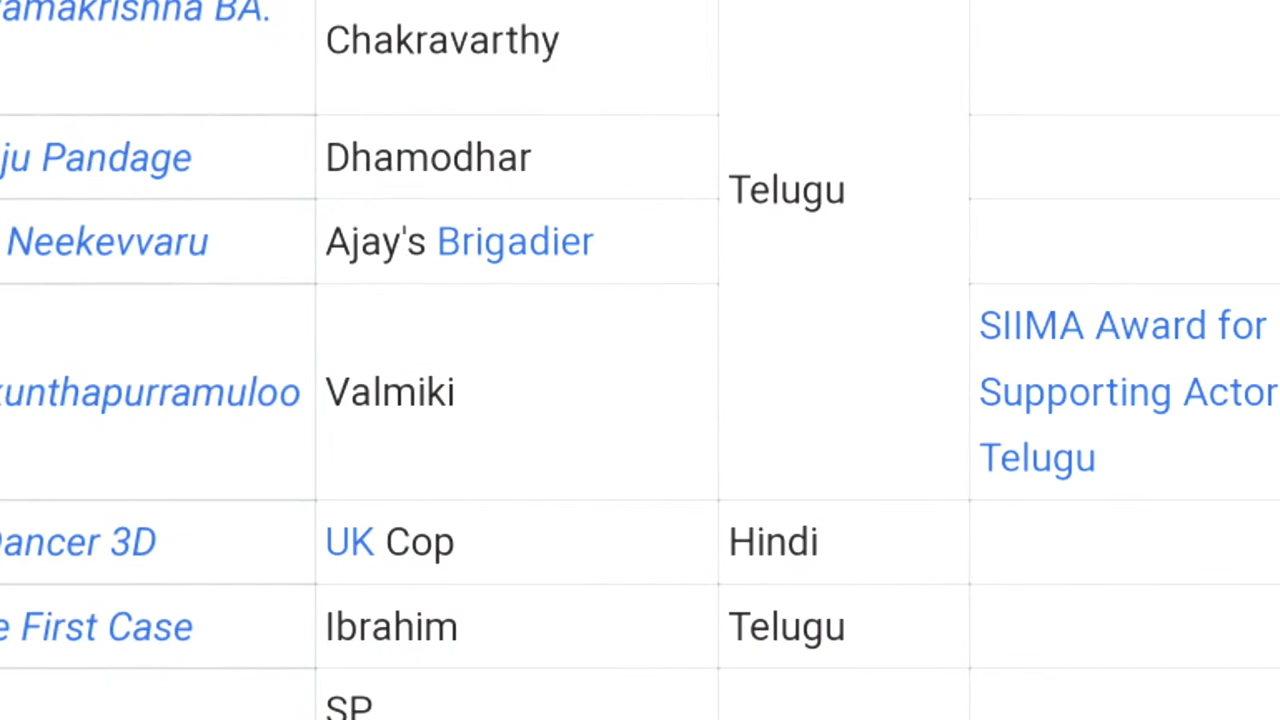 amakrishna BA.
Chakravarthy
ju Pandage
Dhamodhar
Telugu
Neekevvaru
Ajay's Brigadier
kunthapurramuloo
Valmiki
SIIMA Award for
Supporting Actor
Telugu
Dancer 3D
UK Cop
Hindi
e First Case
Ibrahim
Telugu
SP